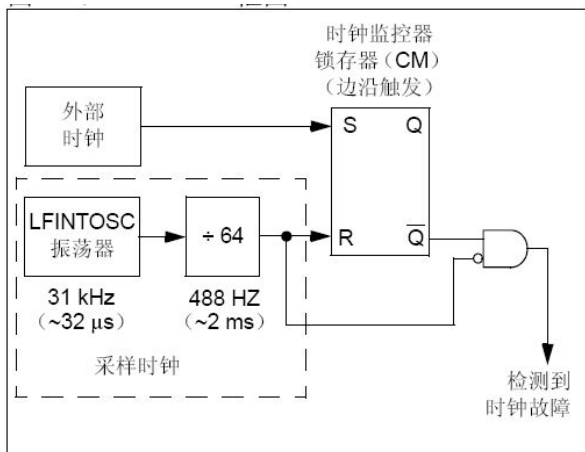 时钟监控器
锁存器（CM）
（边沿触发）
外部
时钟
S Q
LFINTOSC
振荡器
÷ 64
R Q
31 kHz
（~32 μs）
488 HZ
（~2 ms）
采样时钟
检测到
时钟故障